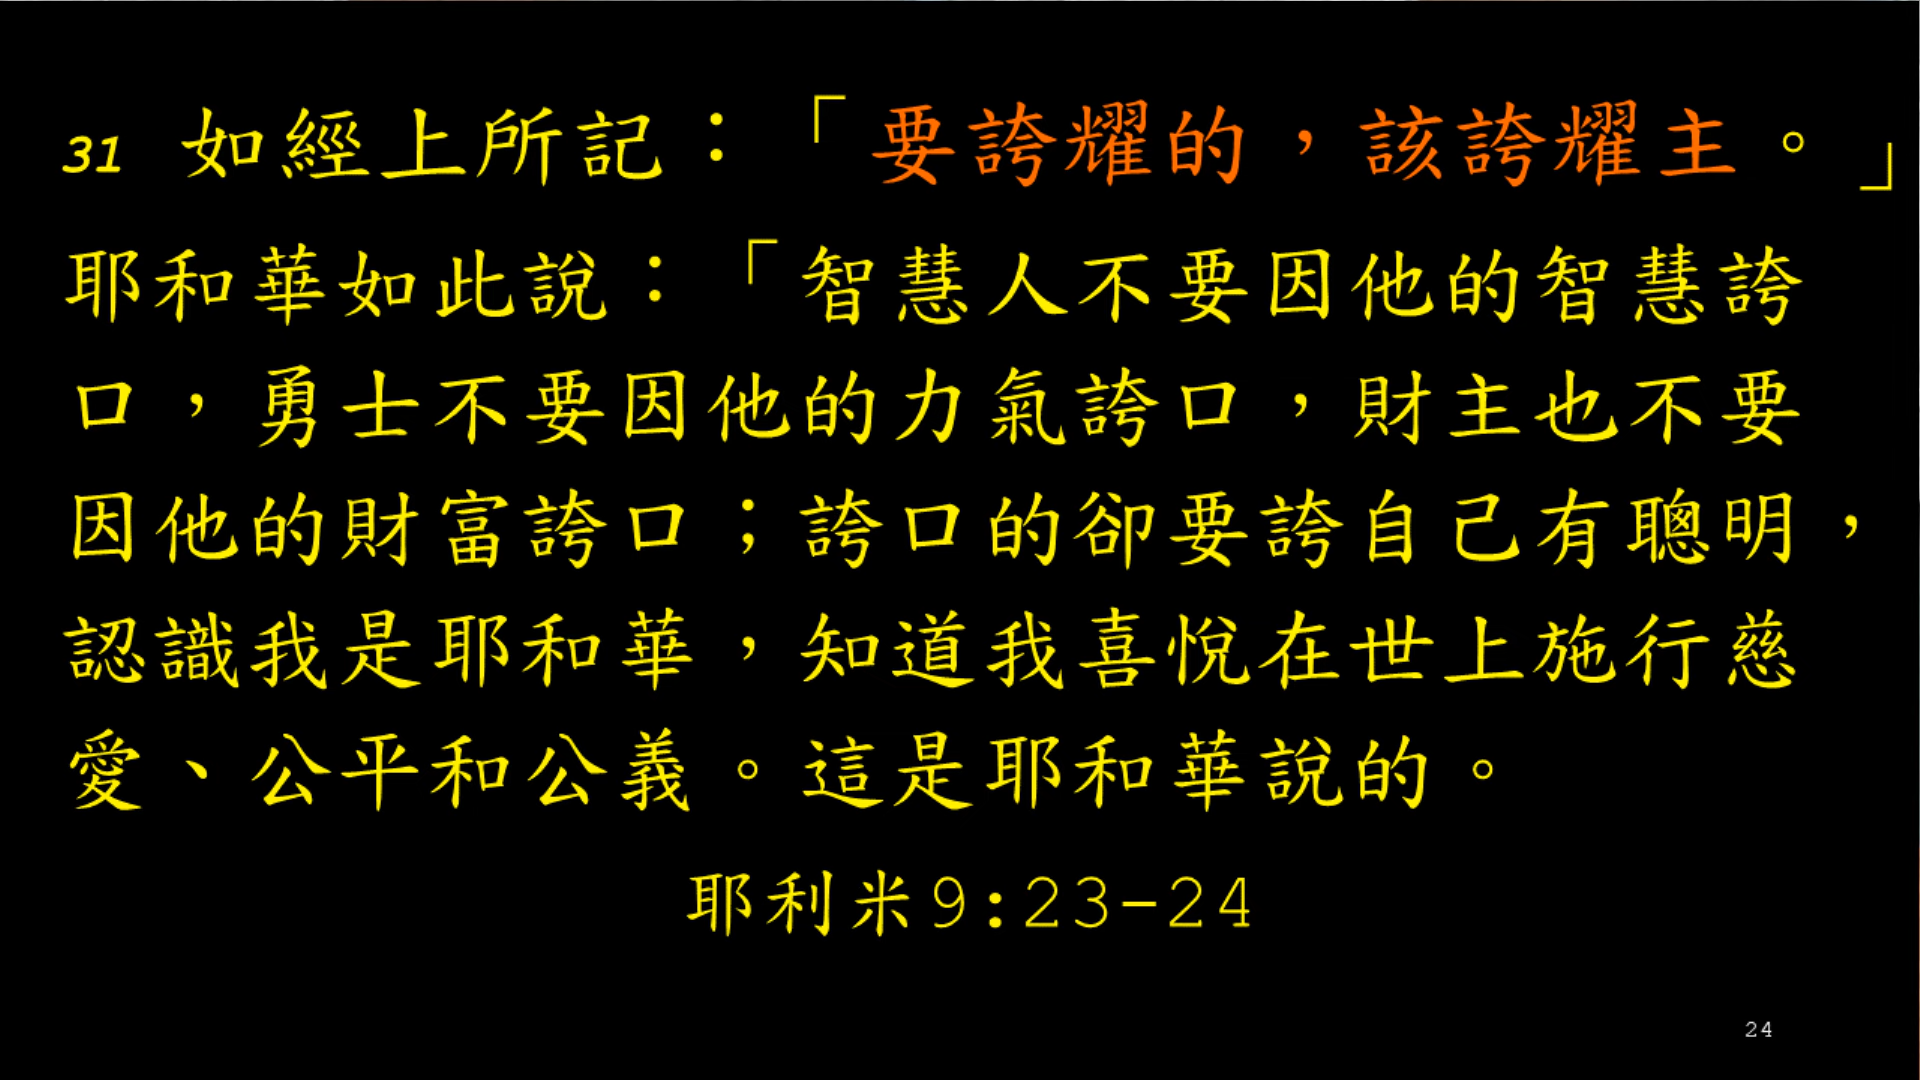 31 如經上所記：「要誇耀的，該誇耀主。」
耶和華如此說：「智慧人不要因他的智慧誇
口，勇士不要因他的力氣誇口，財主也不要
因他的財富誇口；誇口的卻要誇自己有聰明，
認識我是耶和華，知道我喜悅在世上施行慈
愛、公平和公義。這是耶和華說的。
耶利米9:23-24
24